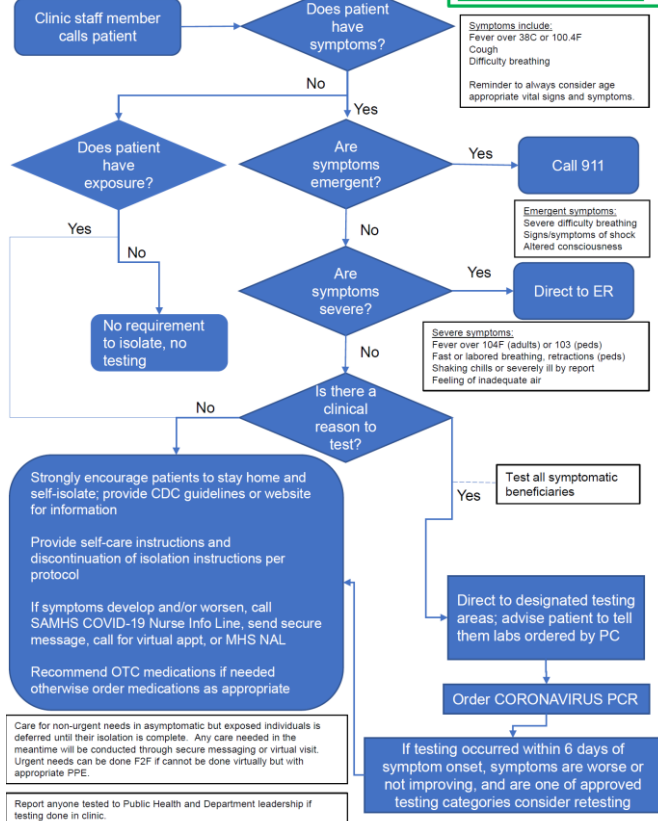 Clinic staff member
calls patient
Does patient
have
symptoms?
Symptoms include:
Fever over 38C or 100.4F
Cough
Difficulty breathing
Reminder to always consider age
appropriate vital signs and symptoms.
No
Yes
Does patient
have
exposure?
Are
symptoms
emergent?
Yes
Call 911
Emergent symptoms:
Severe difficulty breathing
Signs/symptoms of shock
Altered consciousness
Yes
No
No
Are
symptoms
severe?
Yes
Direct to ER
No requirement
to isolate, no
testing
Severe symptoms:
Fever over 104F (adults) or 103 (peds)
Fast or labored breathing, retractions (peds)
Shaking chills or severely ill by report
Feeling of inadequate air
No
Is there a
clinical
reason to
test?
No
Yes
Test all symptomatic
beneficiaries
Strongly encourage patients to stay home and
self-isolate; provide CDC guidelines or website
for information
Provide self-care instructions and
discontinuation of isolation instructions per
protocol
If symptoms develop and/or worsen, call
SAMHS COVID-19 Nurse Info Line, send secure
message, call for virtual appt, or MHS NAL
Recommend OTC medications if needed
otherwise order medications as appropriate
Direct to designated testing
areas; advise patient to tell
them labs ordered by PC
Order CORONAVIRUS PCR
If testing occurred within 6 days of
symptom onset, symptoms are worse or
not improving, and are one of approved
testing categories consider retesting
Care for non-urgent needs in asymptomatic but exposed individuals is
deferred until their isolation is complete. Any care needed in the
meantime will be conducted through secure messaging or virtual visit.
Urgent needs can be done F2F if cannot be done virtually but with
appropriate PPE.
Report anyone tested to Public Health and Department leadership if
testing done in clinic.